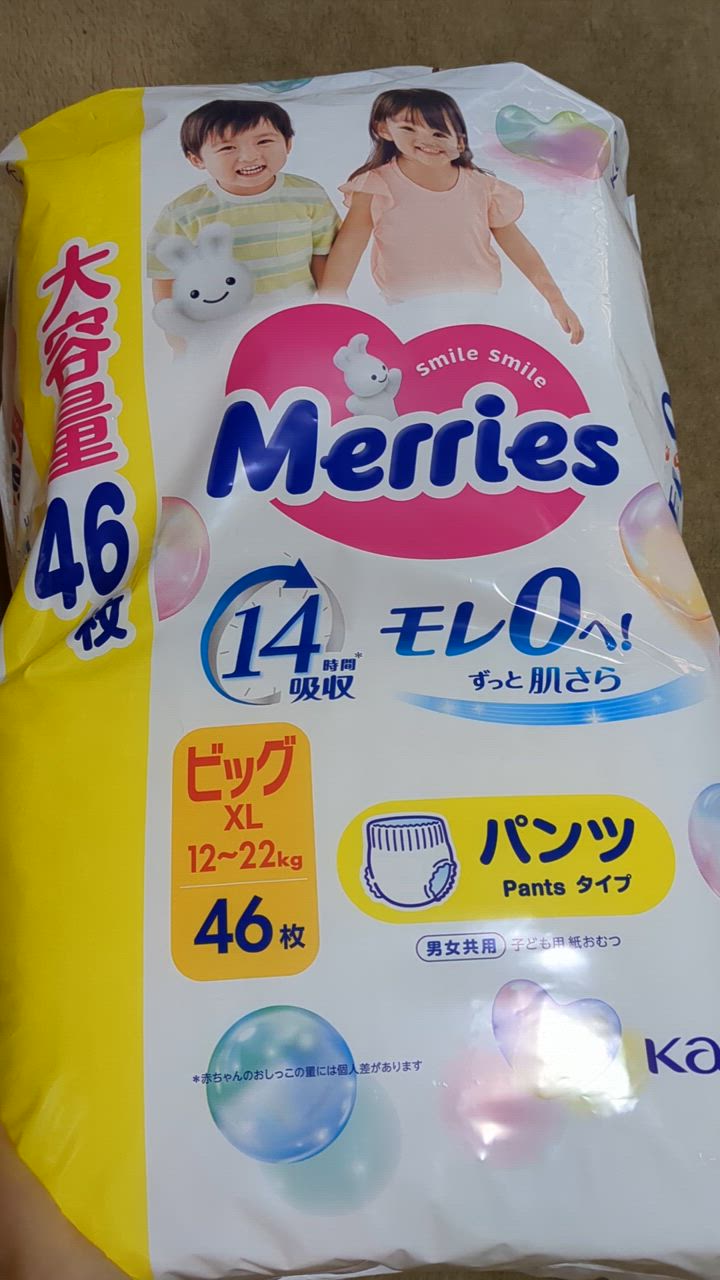 大容量
46
枚
smile smile
Merries
14
時間*
吸収
モレ0へ!
ずっと肌さら
ビッグ
XL
12~22kg
46枚
パンツ
Pants タイプ
男女共用 子ども用 紙おむつ
*赤ちゃんのおしっこの量には個人差があります